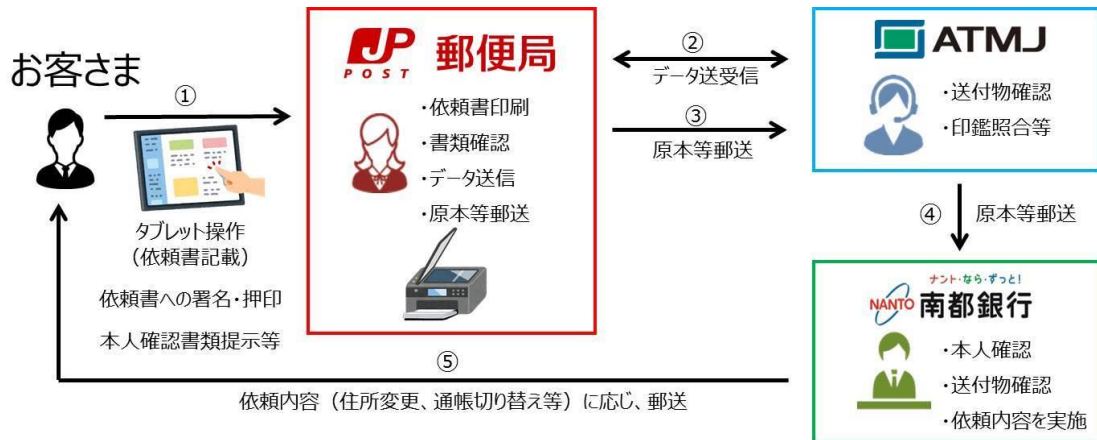 お客さま
①
タブレット操作
（依頼書記載）
依頼書への署名・押印
本人確認書類提示等
JP
POST
郵便局
・依頼書印刷
・書類確認
・データ送信
・原本等郵送
②
データ送受信
③
原本等郵送
ATMJ
・送付物確認
・印鑑照合等
④
原本等郵送
ナント・なら・ずっと！
NANTO 南都銀行
・本人確認
・送付物確認
・依頼内容を実施
⑤
依頼内容（住所変更、通帳切り替え等）に応じ、郵送